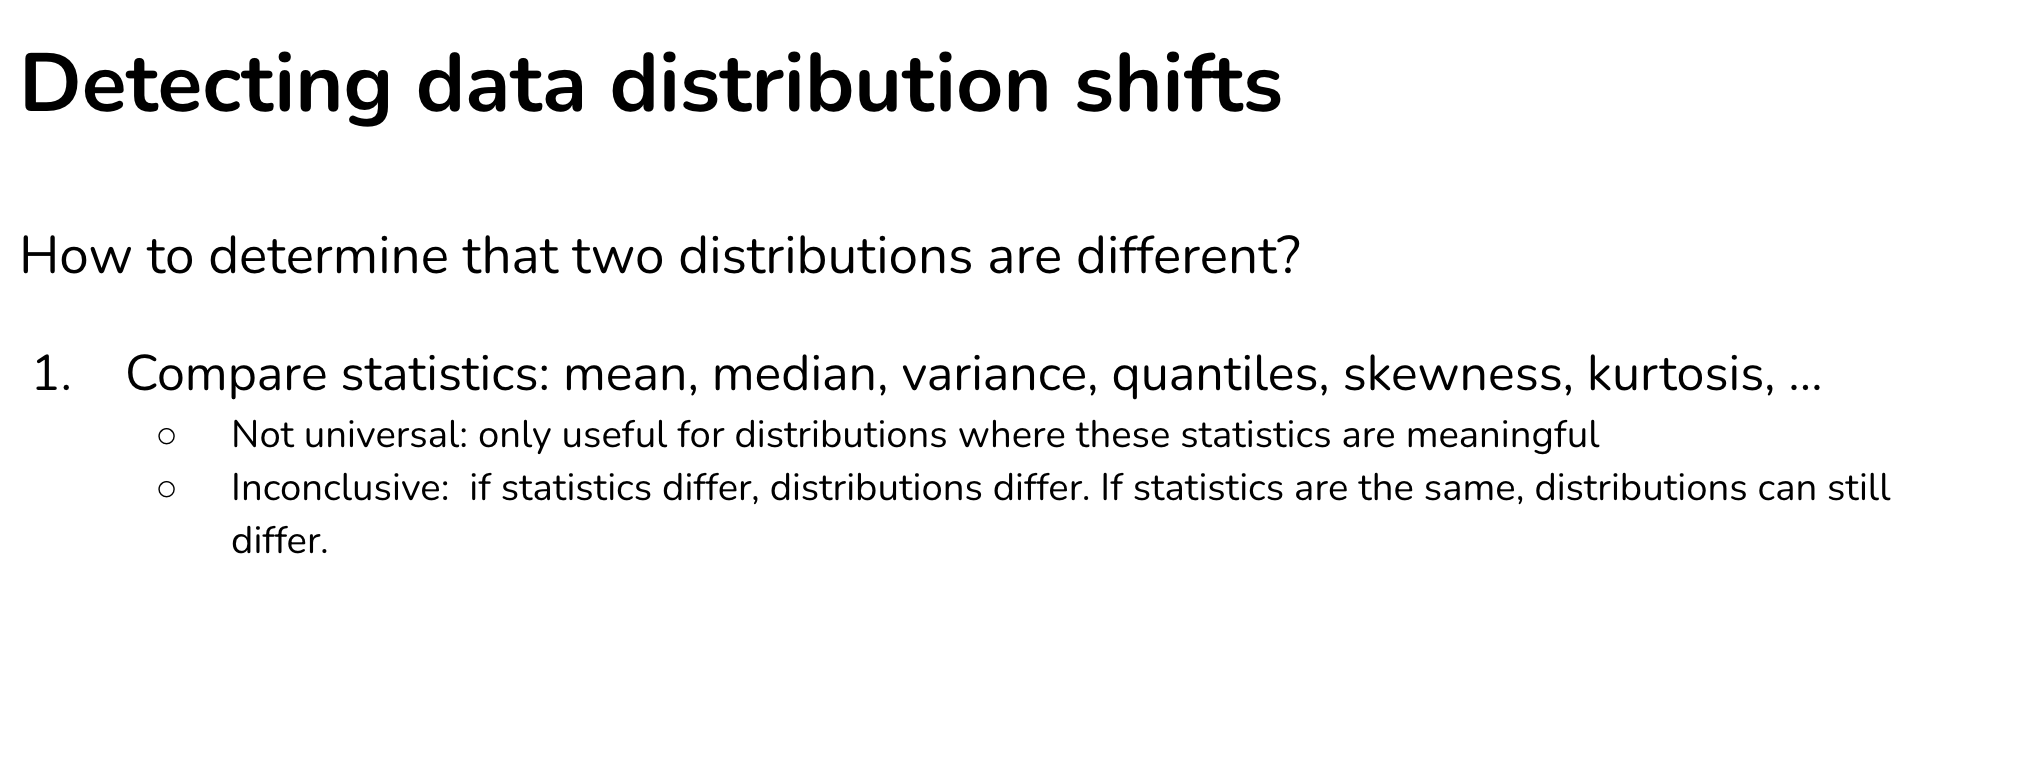 Detecting data distribution shifts
How to determine that two distributions are different?
1. Compare statistics: mean, median, variance, quantiles, skewness, kurtosis, ...
○ Not universal: only useful for distributions where these statistics are meaningful
○ Inconclusive:  if statistics differ, distributions differ. If statistics are the same, distributions can still
differ.